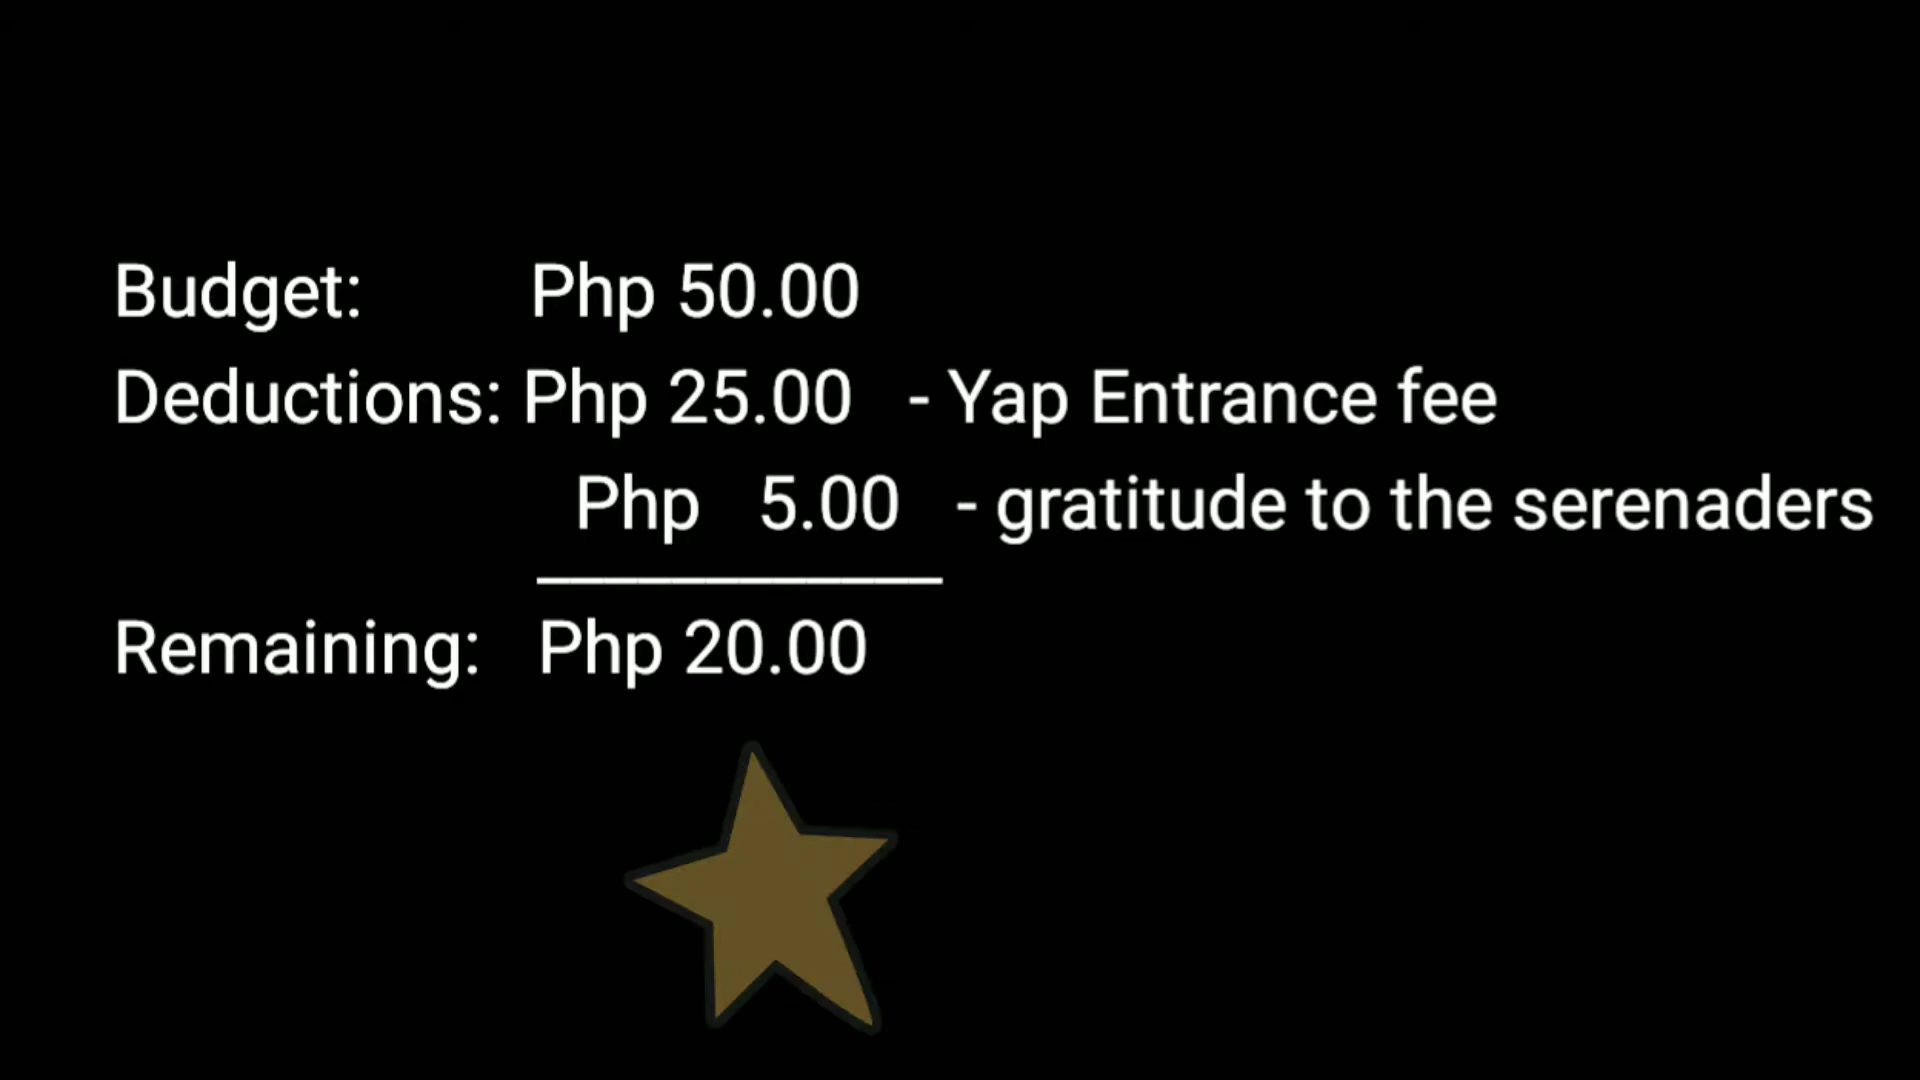 Budget: Php 50.00
Deductions: Php 25.00 - Yap Entrance fee
Php 5.00 - gratitude to the serenaders
Remaining: Php 20.00